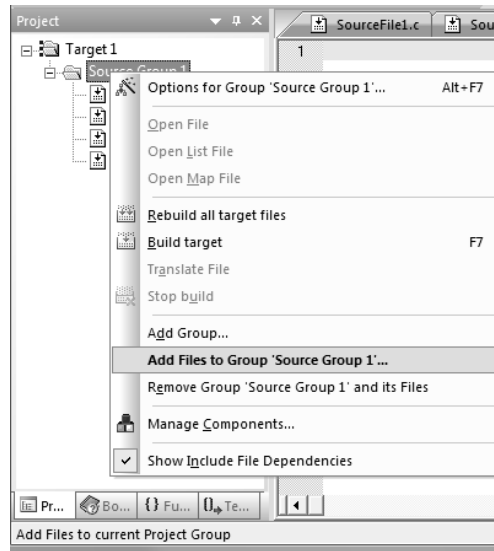 Project
SourceFile1.c
Sou
Target 1
1
Source Group 1
Options for Group 'Source Group 1'... Alt+F7
Open File
Open List File
Open Map File
Rebuild all target files
Build target F7
Translate File
Stop build
Add Group...
Add Files to Group 'Source Group 1'...
Remove Group 'Source Group 1' and its Files
Manage Components...
Show Include File Dependencies
Pr... Bo... {} Fu... 0 Te...
Add Files to current Project Group